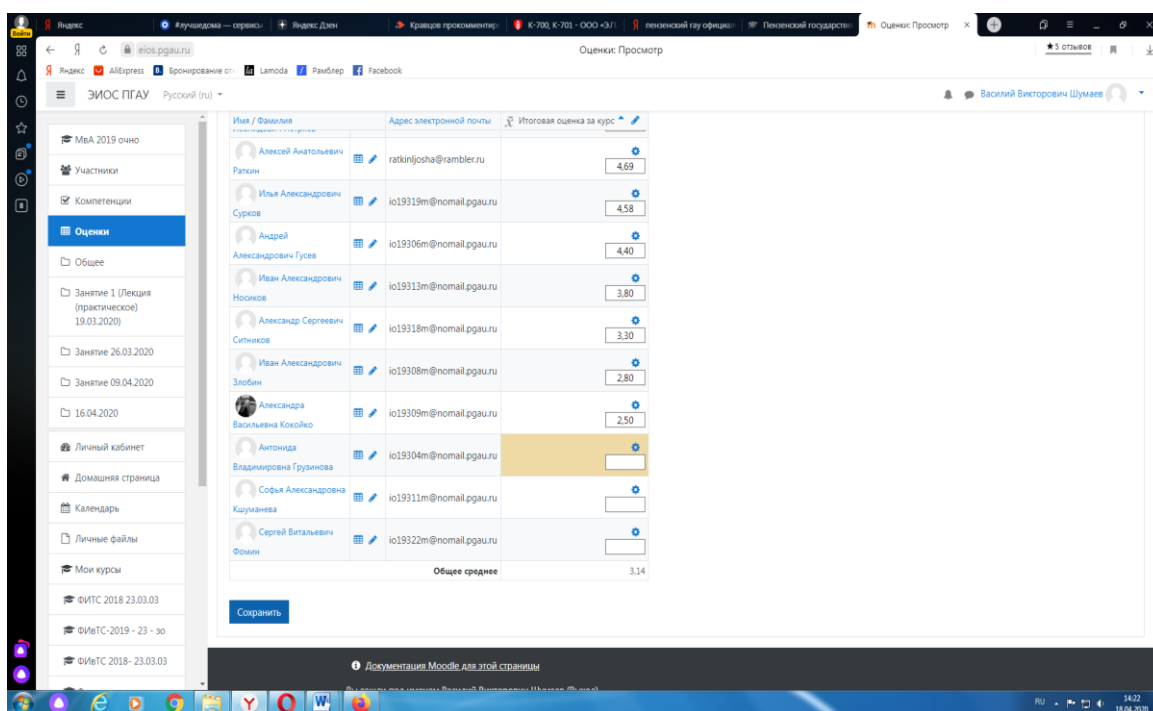 Яндекс
#лучшедома — сервисы
Яндекс.Дзен
Кравцов прокомментиро
К-700, К-701 - ООО «ЭЛ
пензенский гау официал
Пензенский государстве
Оценки: Просмотр
Войти
eios.pgau.ru
Оценки: Просмотр
★5 отзывов
Яндекс
AliExpress
Бронирование от
Lamoda
Рамблер
Facebook
ЭИОС ПГАУ
Русский (ru)
Василий Викторович Шумаев
МвА 2019 очно
Участники
Компетенции
Оценки
Общее
Занятие 1 (Лекция
(практическое)
19.03.2020)
Занятие 26.03.2020
Занятие 09.04.2020
16.04.2020
Личный кабинет
Домашняя страница
Календарь
Личные файлы
Мои курсы
ФИТС 2018 23.03.03
ФИвТС-2019 - 23 - зо
ФИвТС 2018- 23.03.03
Имя / Фамилия
Адрес электронной почты
x̄ Итоговая оценка за курс
Алексей Анатольевич
Раткин
ratkinljosha@rambler.ru
4,69
Илья Александрович
Сурков
io19319m@nomail.pgau.ru
4,58
Андрей
Александрович Гусев
io19306m@nomail.pgau.ru
4,40
Иван Александрович
Носиков
io19313m@nomail.pgau.ru
3,80
Александр Сергеевич
Ситников
io19318m@nomail.pgau.ru
3,30
Иван Александрович
Злобин
io19308m@nomail.pgau.ru
2,80
Александра
Васильевна Кокойко
io19309m@nomail.pgau.ru
2,50
Антонида
Владимировна Грузинова
io19304m@nomail.pgau.ru
Софья Александровна
Кшуманева
io19311m@nomail.pgau.ru
Сергей Витальевич
Фомин
io19322m@nomail.pgau.ru
Общее среднее
3,14
Сохранить
Документация Moodle для этой страницы
RU
14:22
18.04.2020